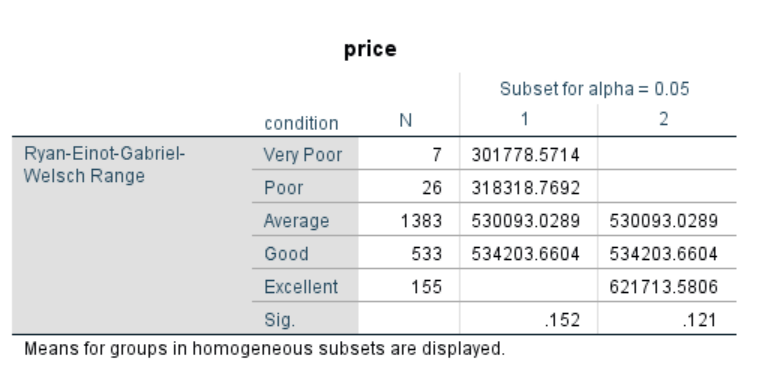 price
Subset for alpha = 0.05
condition N 1 2
Ryan-Einot-Gabriel-
Welsch Range
Very Poor 7 301778.5714
Poor 26 318318.7692
Average 1383 530093.0289 530093.0289
Good 533 534203.6604 534203.6604
Excellent 155 621713.5806
Sig. .152 .121
Means for groups in homogeneous subsets are displayed.